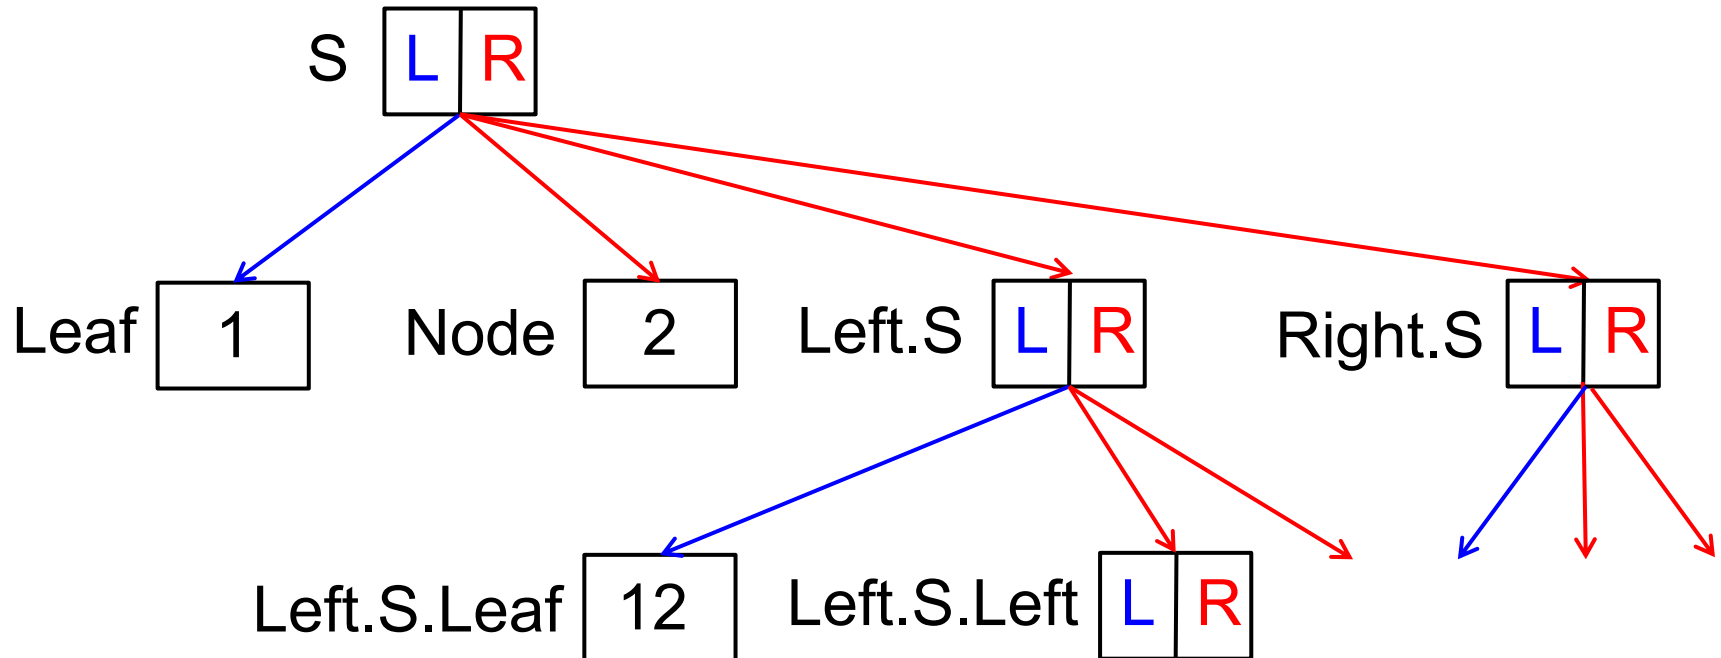 S L R
Leaf 1 Node 2 Left.S L R Right.S L R
Left.S.Leaf 12 Left.S.Left L R